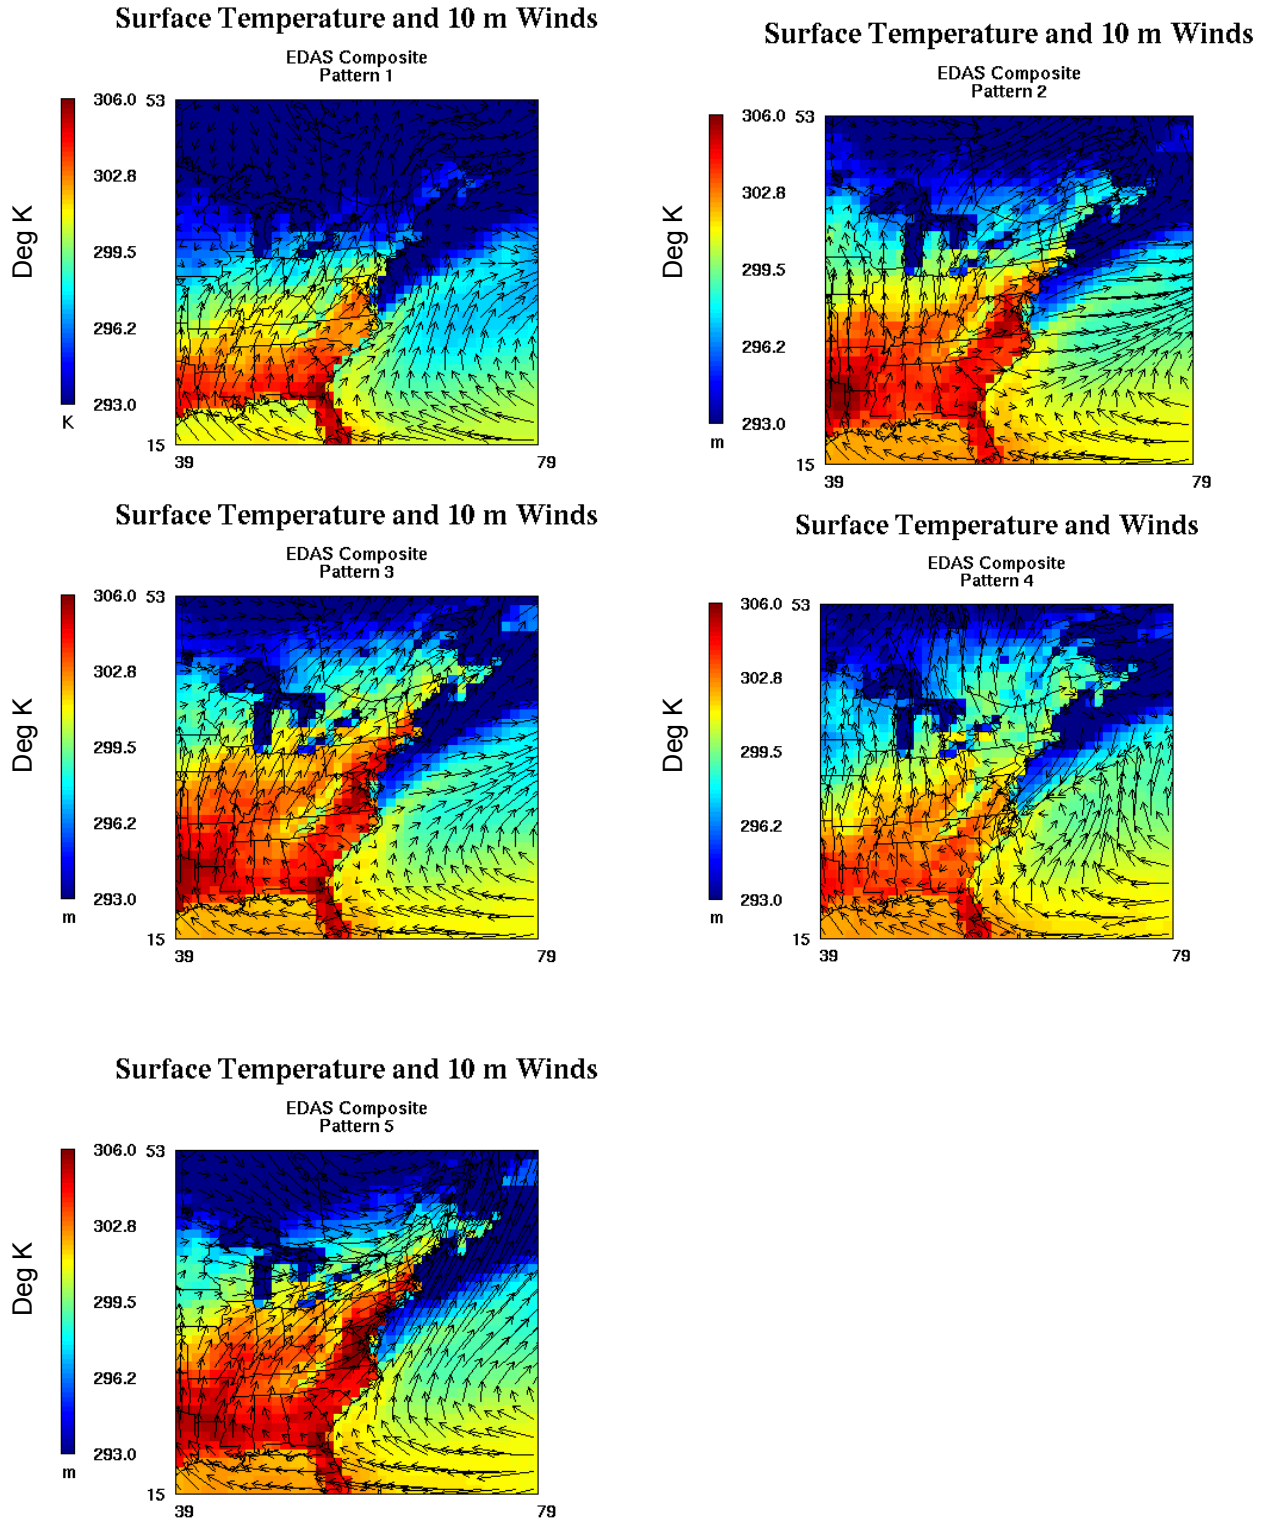 Surface Temperature and 10 m Winds
EDAS Composite
Pattern 1
Deg K
306.0
302.8
299.5
296.2
293.0
K
53
15
39
79
Surface Temperature and 10 m Winds
EDAS Composite
Pattern 2
Deg K
306.0
302.8
299.5
296.2
293.0
m
53
15
39
79
Surface Temperature and 10 m Winds
EDAS Composite
Pattern 3
Deg K
306.0
302.8
299.5
296.2
293.0
m
53
15
39
79
Surface Temperature and Winds
EDAS Composite
Pattern 4
Deg K
306.0
302.8
299.5
296.2
293.0
m
53
15
39
79
Surface Temperature and 10 m Winds
EDAS Composite
Pattern 5
Deg K
306.0
302.8
299.5
296.2
293.0
m
53
15
39
79